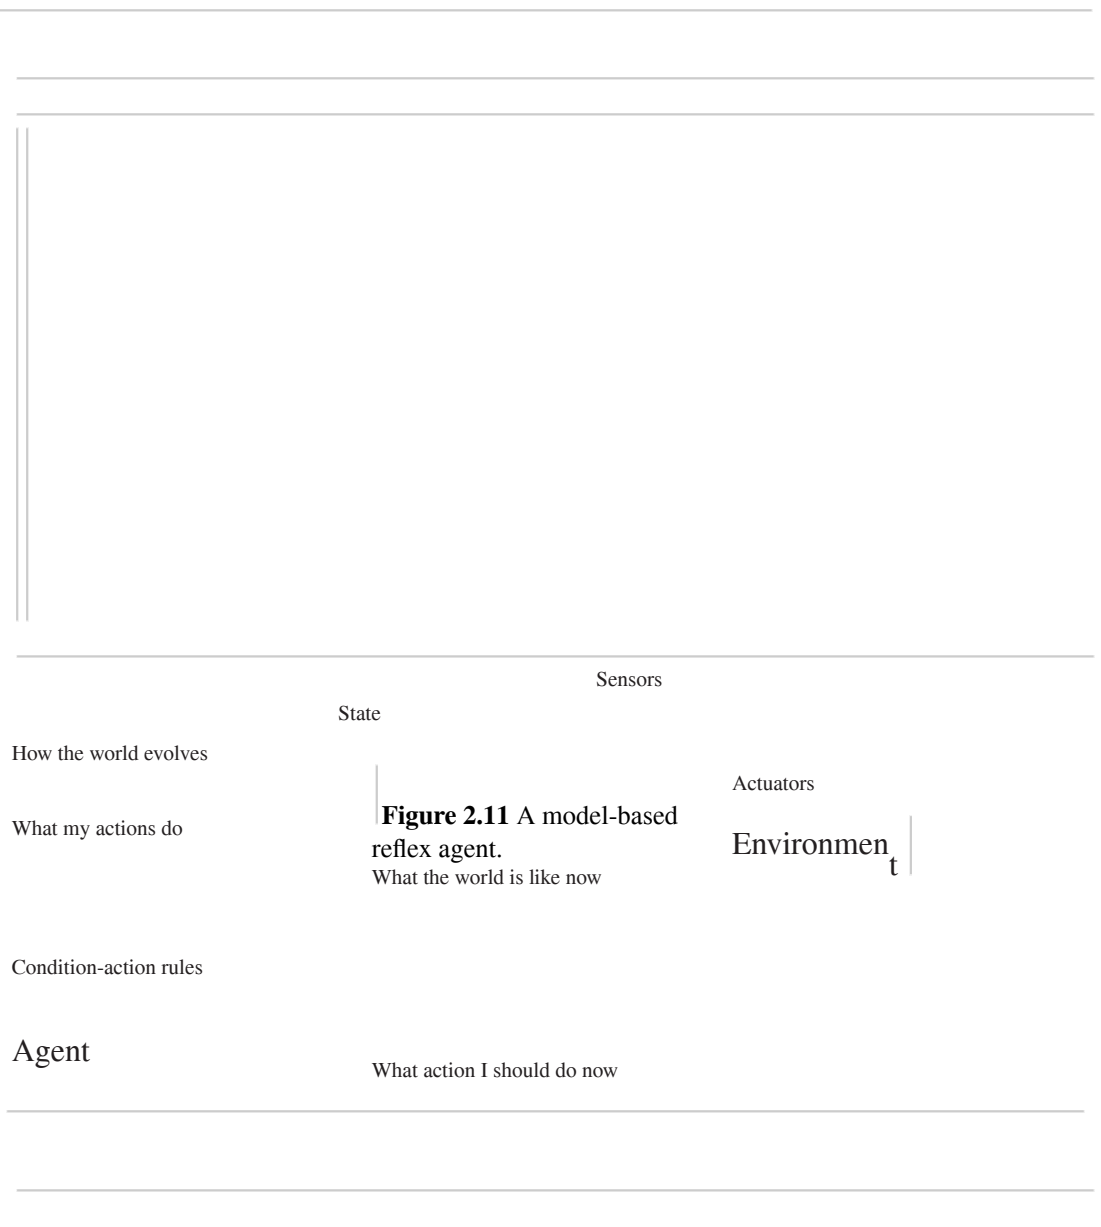 Sensors
State
How the world evolves
Actuators
What my actions do
Figure 2.11 A model-based
reflex agent.
Environment
What the world is like now
Condition-action rules
Agent
What action I should do now